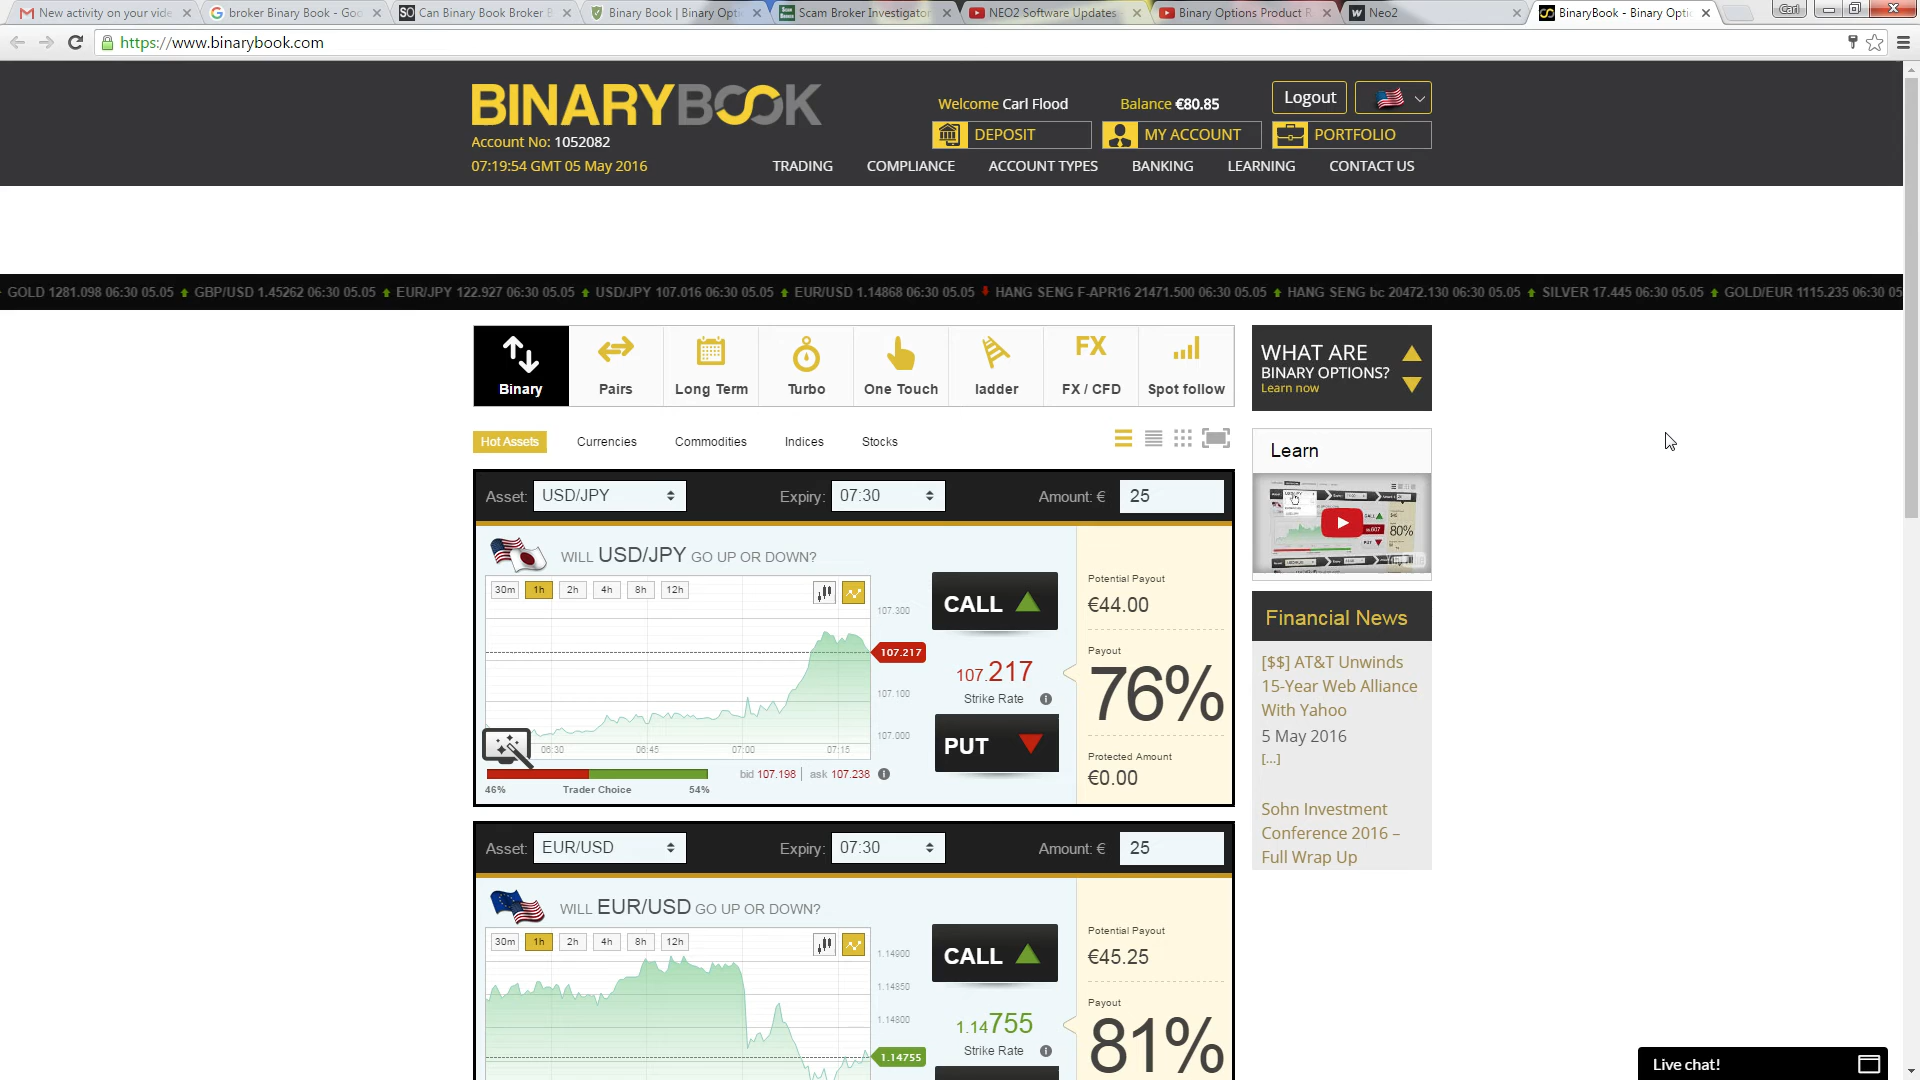 New activity on your vide
broker Binary Book - Goo
Can Binary Book Broker B
Binary Book | Binary Opti
Scam Broker Investigator
NEO2 Software Updates -
Binary Options Product R
Neo2
BinaryBook - Binary Opti
Carl
https://www.binarybook.com
BINARYBOOK
Welcome Carl Flood
Balance €80.85
Logout
Account No: 1052082
DEPOSIT
MY ACCOUNT
PORTFOLIO
07:19:54 GMT 05 May 2016
TRADING
COMPLIANCE
ACCOUNT TYPES
BANKING
LEARNING
CONTACT US
GOLD 1281.098 06:30 05.05 GBP/USD 1.45262 06:30 05.05 EUR/JPY 122.927 06:30 05.05 USD/JPY 107.016 06:30 05.05 EUR/USD 1.14868 06:30 05.05 HANG SENG F-APR16 21471.500 06:30 05.05 HANG SENG bc 20472.130 06:30 05.05 SILVER 17.445 06:30 05.05 GOLD/EUR 1115.235 06:30 05
Binary
Pairs
Long Term
Turbo
One Touch
ladder
FX
FX / CFD
Spot follow
WHAT ARE
BINARY OPTIONS?
Learn now
Hot Assets
Currencies
Commodities
Indices
Stocks
Learn
Asset: USD/JPY
Expiry: 07:30
Amount: € 25
WILL USD/JPY GO UP OR DOWN?
30m 1h 2h 4h 8h 12h
107.300
107.217
107.100
107.000
06:30 06:45 07:00 07:15
46% Trader Choice 54%
bid 107.198 ask 107.238
CALL
107.217
Strike Rate
PUT
Potential Payout
€44.00
Payout
76%
Protected Amount
€0.00
80%
Financial News
[$$] AT&T Unwinds
15-Year Web Alliance
With Yahoo
5 May 2016
[...]
Sohn Investment
Conference 2016 –
Full Wrap Up
Asset: EUR/USD
Expiry: 07:30
Amount: € 25
WILL EUR/USD GO UP OR DOWN?
30m 1h 2h 4h 8h 12h
1.14900
1.14850
1.14800
1.14755
CALL
1.14755
Strike Rate
Potential Payout
€45.25
Payout
81%
Live chat!